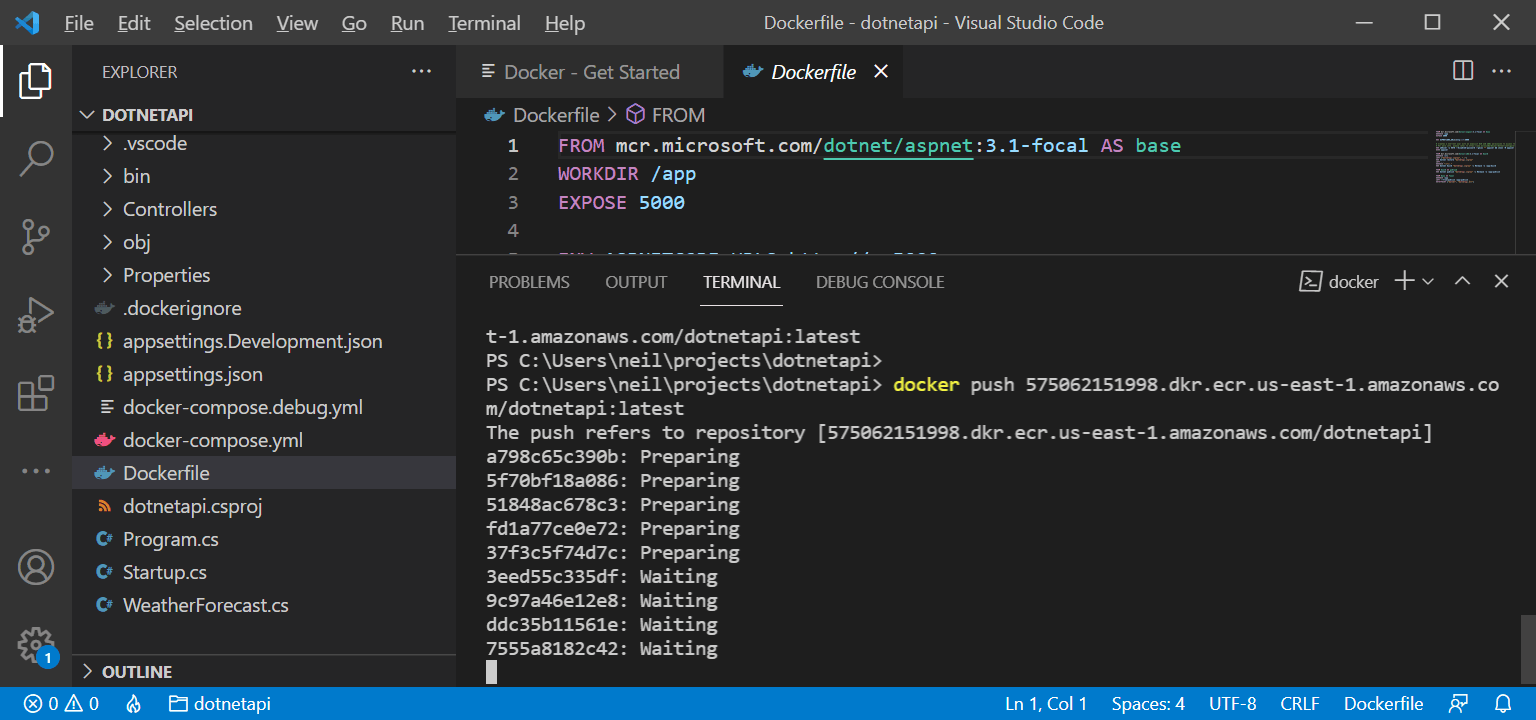 File Edit Selection View Go Run Terminal Help Dockerfile - dotnetapi - Visual Studio Code
EXPLORER
DOTNETAPI
.vscode
bin
Controllers
obj
Properties
.dockerignore
appsettings.Development.json
appsettings.json
docker-compose.debug.yml
docker-compose.yml
Dockerfile
dotnetapi.csproj
Program.cs
Startup.cs
WeatherForecast.cs
OUTLINE
Docker - Get Started Dockerfile
Dockerfile > FROM
1 FROM mcr.microsoft.com/dotnet/aspnet:3.1-focal AS base
2 WORKDIR /app
3 EXPOSE 5000
4
PROBLEMS OUTPUT TERMINAL DEBUG CONSOLE docker
t-1.amazonaws.com/dotnetapi:latest
PS C:\Users\neil\projects\dotnetapi>
PS C:\Users\neil\projects\dotnetapi> docker push 575062151998.dkr.ecr.us-east-1.amazonaws.co
m/dotnetapi:latest
The push refers to repository [575062151998.dkr.ecr.us-east-1.amazonaws.com/dotnetapi]
a798c65c390b: Preparing
5f70bf18a086: Preparing
51848ac678c3: Preparing
fd1a77ce0e72: Preparing
37f3c5f74d7c: Preparing
3eed55c335df: Waiting
9c97a46e12e8: Waiting
ddc35b11561e: Waiting
7555a8182c42: Waiting
1
0 0 dotnetapi Ln 1, Col 1 Spaces: 4 UTF-8 CRLF Dockerfile